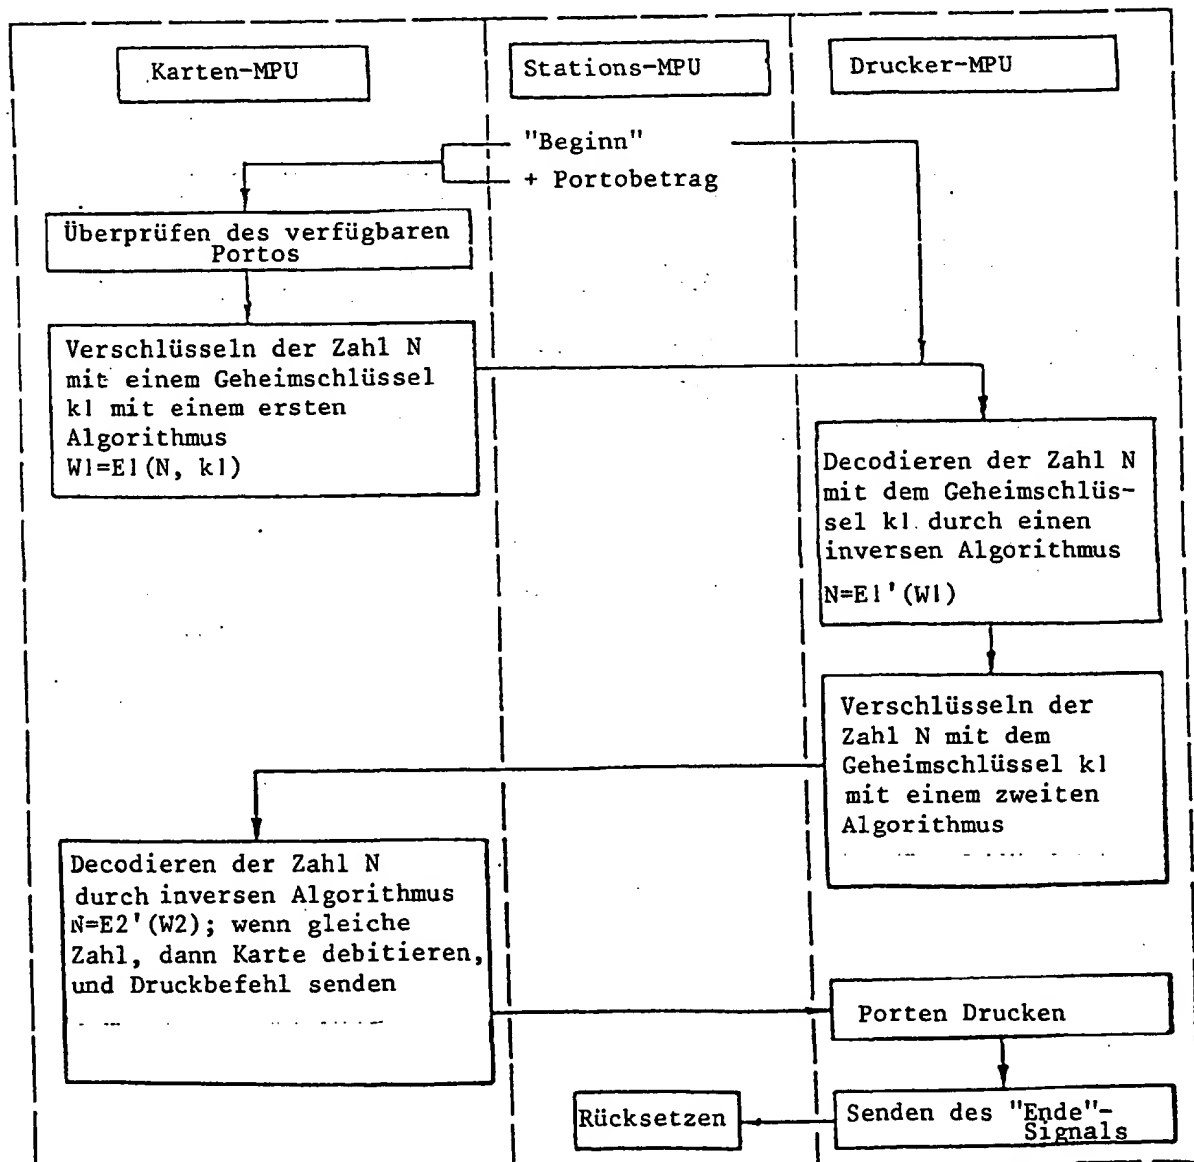 Karten-MPU
Stations-MPU
Drucker-MPU
"Beginn"
+ Portobetrag
Überprüfen des verfügbaren
Portos
Verschlüsseln der Zahl N
mit einem Geheimschlüssel
k1 mit einem ersten
Algorithmus
W1=E1(N, k1)
Decodieren der Zahl N
mit dem Geheimschlüs-
sel k1 durch einen
inversen Algorithmus
N=E1'(W1)
Verschlüsseln der
Zahl N mit dem
Geheimschlüssel k1
mit einem zweiten
Algorithmus
Decodieren der Zahl N
durch inversen Algorithmus
N=E2'(W2); wenn gleiche
Zahl, dann Karte debitieren,
und Druckbefehl senden
Porten Drucken
Senden des "Ende"-
Signals
Rücksetzen